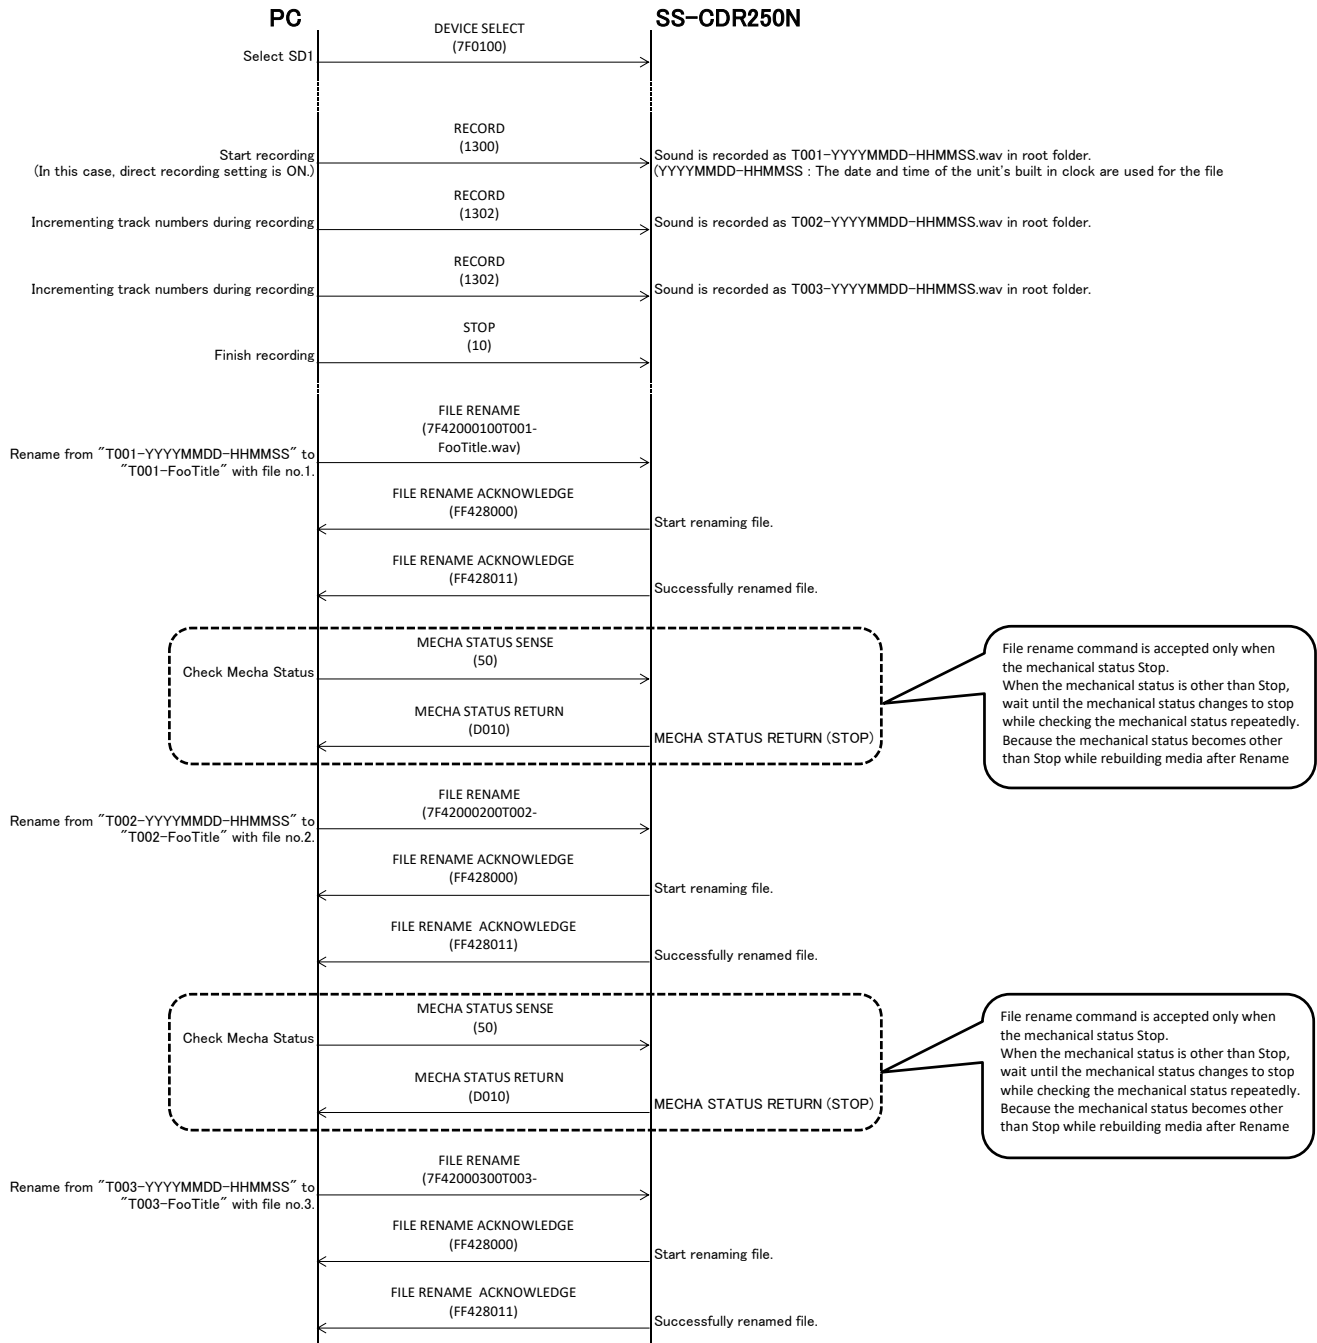 PC
SS-CDR250N
DEVICE SELECT
(7F0100)
Select SD1
RECORD
(1300)
Start recording
(In this case, direct recording setting is ON.)
Sound is recorded as T001-YYYYMMDD-HHMMSS.wav in root folder.
(YYYYMMDD-HHMMSS : The date and time of the unit's built in clock are used for the file
RECORD
(1302)
Incrementing track numbers during recording
Sound is recorded as T002-YYYYMMDD-HHMMSS.wav in root folder.
RECORD
(1302)
Incrementing track numbers during recording
Sound is recorded as T003-YYYYMMDD-HHMMSS.wav in root folder.
STOP
(10)
Finish recording
FILE RENAME
(7F42000100T001-
FooTitle.wav)
Rename from "T001-YYYYMMDD-HHMMSS" to
"T001-FooTitle" with file no.1.
FILE RENAME ACKNOWLEDGE
(FF428000)
Start renaming file.
FILE RENAME ACKNOWLEDGE
(FF428011)
Successfully renamed file.
MECHA STATUS SENSE
(50)
Check Mecha Status
MECHA STATUS RETURN
(D010)
MECHA STATUS RETURN (STOP)
File rename command is accepted only when
the mechanical status Stop.
When the mechanical status is other than Stop,
wait until the mechanical status changes to stop
while checking the mechanical status repeatedly.
Because the mechanical status becomes other
than Stop while rebuilding media after Rename
FILE RENAME
(7F42000200T002-
Rename from "T002-YYYYMMDD-HHMMSS" to
"T002-FooTitle" with file no.2.
FILE RENAME ACKNOWLEDGE
(FF428000)
Start renaming file.
FILE RENAME  ACKNOWLEDGE
(FF428011)
Successfully renamed file.
MECHA STATUS SENSE
(50)
Check Mecha Status
MECHA STATUS RETURN
(D010)
MECHA STATUS RETURN (STOP)
File rename command is accepted only when
the mechanical status Stop.
When the mechanical status is other than Stop,
wait until the mechanical status changes to stop
while checking the mechanical status repeatedly.
Because the mechanical status becomes other
than Stop while rebuilding media after Rename
FILE RENAME
(7F42000300T003-
Rename from "T003-YYYYMMDD-HHMMSS" to
"T003-FooTitle" with file no.3.
FILE RENAME ACKNOWLEDGE
(FF428000)
Start renaming file.
FILE RENAME  ACKNOWLEDGE
(FF428011)
Successfully renamed file.